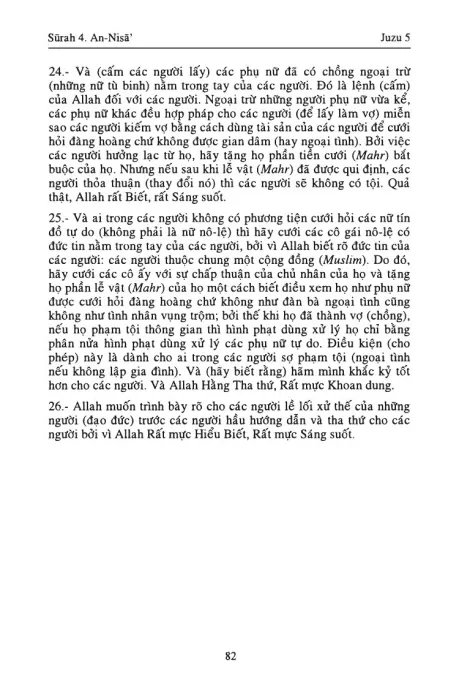 Sūrah 4. An-Nisā’ Juzu 5
24.- Và (cấm các người lấy) các phụ nữ đã có chồng ngoại trừ
(những nữ tù binh) nằm trong tay của các người. Đó là lệnh (cấm)
của Allah đối với các người. Ngoại trừ những người phụ nữ vừa kể,
các phụ nữ khác đều hợp pháp cho các người (để lấy làm vợ) miễn
sao các người kiếm vợ bằng cách dùng tài sản của các người để cưới
hỏi đàng hoàng chứ không được gian dâm (hay ngoại tình). Bởi việc
các người hưởng lạc từ họ, hãy tặng họ phần tiền cưới (Mahr) bắt
buộc của họ. Nhưng nếu sau khi lễ vật (Mahr) đã được qui định, các
người thỏa thuận (thay đổi nó) thì các người sẽ không có tội. Quả
thật, Allah rất Biết, rất Sáng suốt.
25.- Và ai trong các người không có phương tiện cưới hỏi các nữ tín
đồ tự do (không phải là nữ nô-lệ) thì hãy cưới các cô gái nô-lệ có
đức tin nằm trong tay của các người, bởi vì Allah biết rõ đức tin của
các người: các người thuộc chung một cộng đồng (Muslim). Do đó,
hãy cưới các cô ấy với sự chấp thuận của chủ nhân của họ và tặng
họ phần lễ vật (Mahr) của họ một cách biết điều xem họ như phụ nữ
được cưới hỏi đàng hoàng chứ không như đàn bà ngoại tình cũng
không như tình nhân vụng trộm; bởi thế khi họ đã thành vợ (chồng),
nếu họ phạm tội thông gian thì hình phạt dùng xử lý họ chỉ bằng
phân nửa hình phạt dùng xử lý các phụ nữ tự do. Điều kiện (cho
phép) này là dành cho ai trong các người sợ phạm tội (ngoại tình
nếu không lập gia đình). Và (hãy biết rằng) hãm mình khắc kỷ tốt
hơn cho các người. Và Allah Hằng Tha thứ, Rất mực Khoan dung.
26.- Allah muốn trình bày rõ cho các người lề lối xử thế của những
người (đạo đức) trước các người hầu hướng dẫn và tha thứ cho các
người bởi vì Allah Rất mực Hiểu Biết, Rất mực Sáng suốt.
82